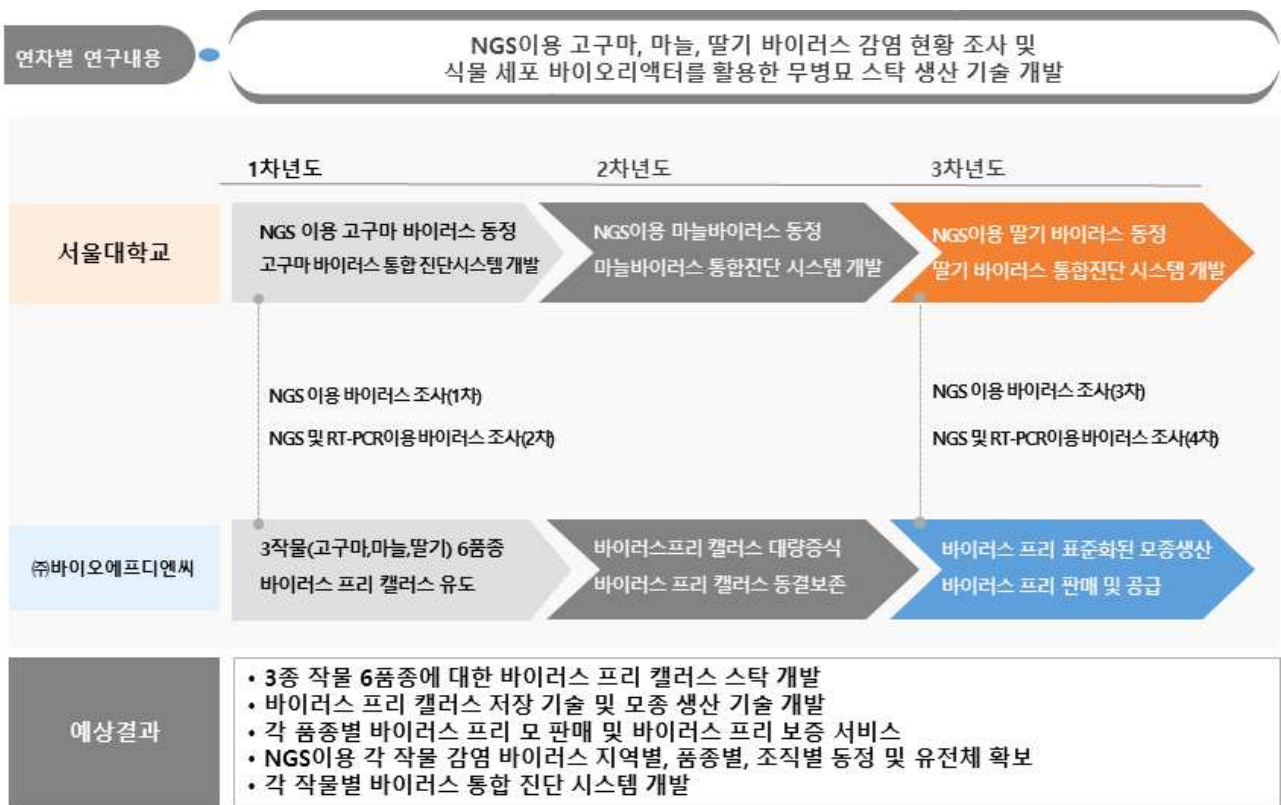 연차별 연구내용
NGS이용 고구마, 마늘, 딸기 바이러스 감염 현황 조사 및
식물 세포 바이오리액터를 활용한 무병묘 스탁 생산 기술 개발
1차년도
2차년도
3차년도
서울대학교
NGS 이용 고구마 바이러스 동정
고구마 바이러스 통합 진단시스템 개발
NGS이용 마늘바이러스 동정
마늘바이러스 통합진단 시스템 개발
NGS이용 딸기 바이러스 동정
딸기 바이러스 통합진단 시스템 개발
NGS 이용 바이러스 조사(1차)
NGS 및 RT-PCR이용 바이러스 조사(2차)
NGS 이용 바이러스 조사(3차)
NGS 및 RT-PCR이용 바이러스 조사(4차)
㈜바이오에프디엔씨
3작물(고구마,마늘,딸기) 6품종
바이러스 프리 캘러스 유도
바이러스프리 캘러스 대량증식
바이러스 프리 캘러스 동결보존
바이러스 프리 표준화된 모종생산
바이러스 프리 판매 및 공급
예상결과
• 3종 작물 6품종에 대한 바이러스 프리 캘러스 스탁 개발
• 바이러스 프리 캘러스 저장 기술 및 모종 생산 기술 개발
• 각 품종별 바이러스 프리 모 판매 및 바이러스 프리 보증 서비스
• NGS이용 각 작물 감염 바이러스 지역별, 품종별, 조직별 동정 및 유전체 확보
• 각 작물별 바이러스 통합 진단 시스템 개발